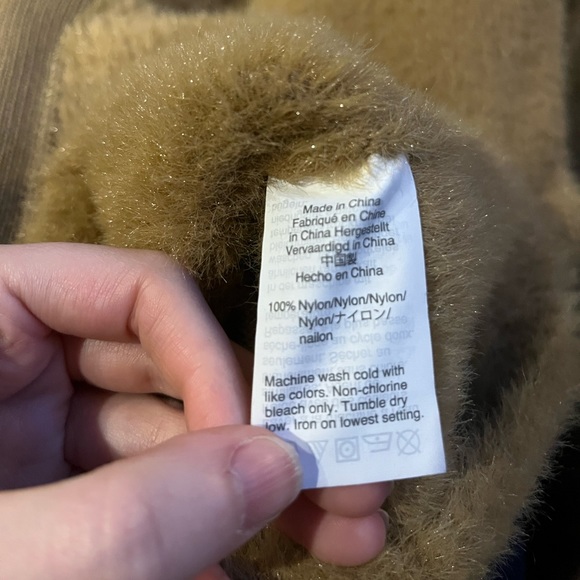 Made in China
Fabriqué en Chine
in China Hergestellt
Vervaardigd in China
中国製
Hecho en China
100% Nylon/Nylon/Nylon/
Nylon/ナイロン/
nailon
Machine wash cold with
like colors. Non-chlorine
bleach only. Tumble dry
low. Iron on lowest setting.